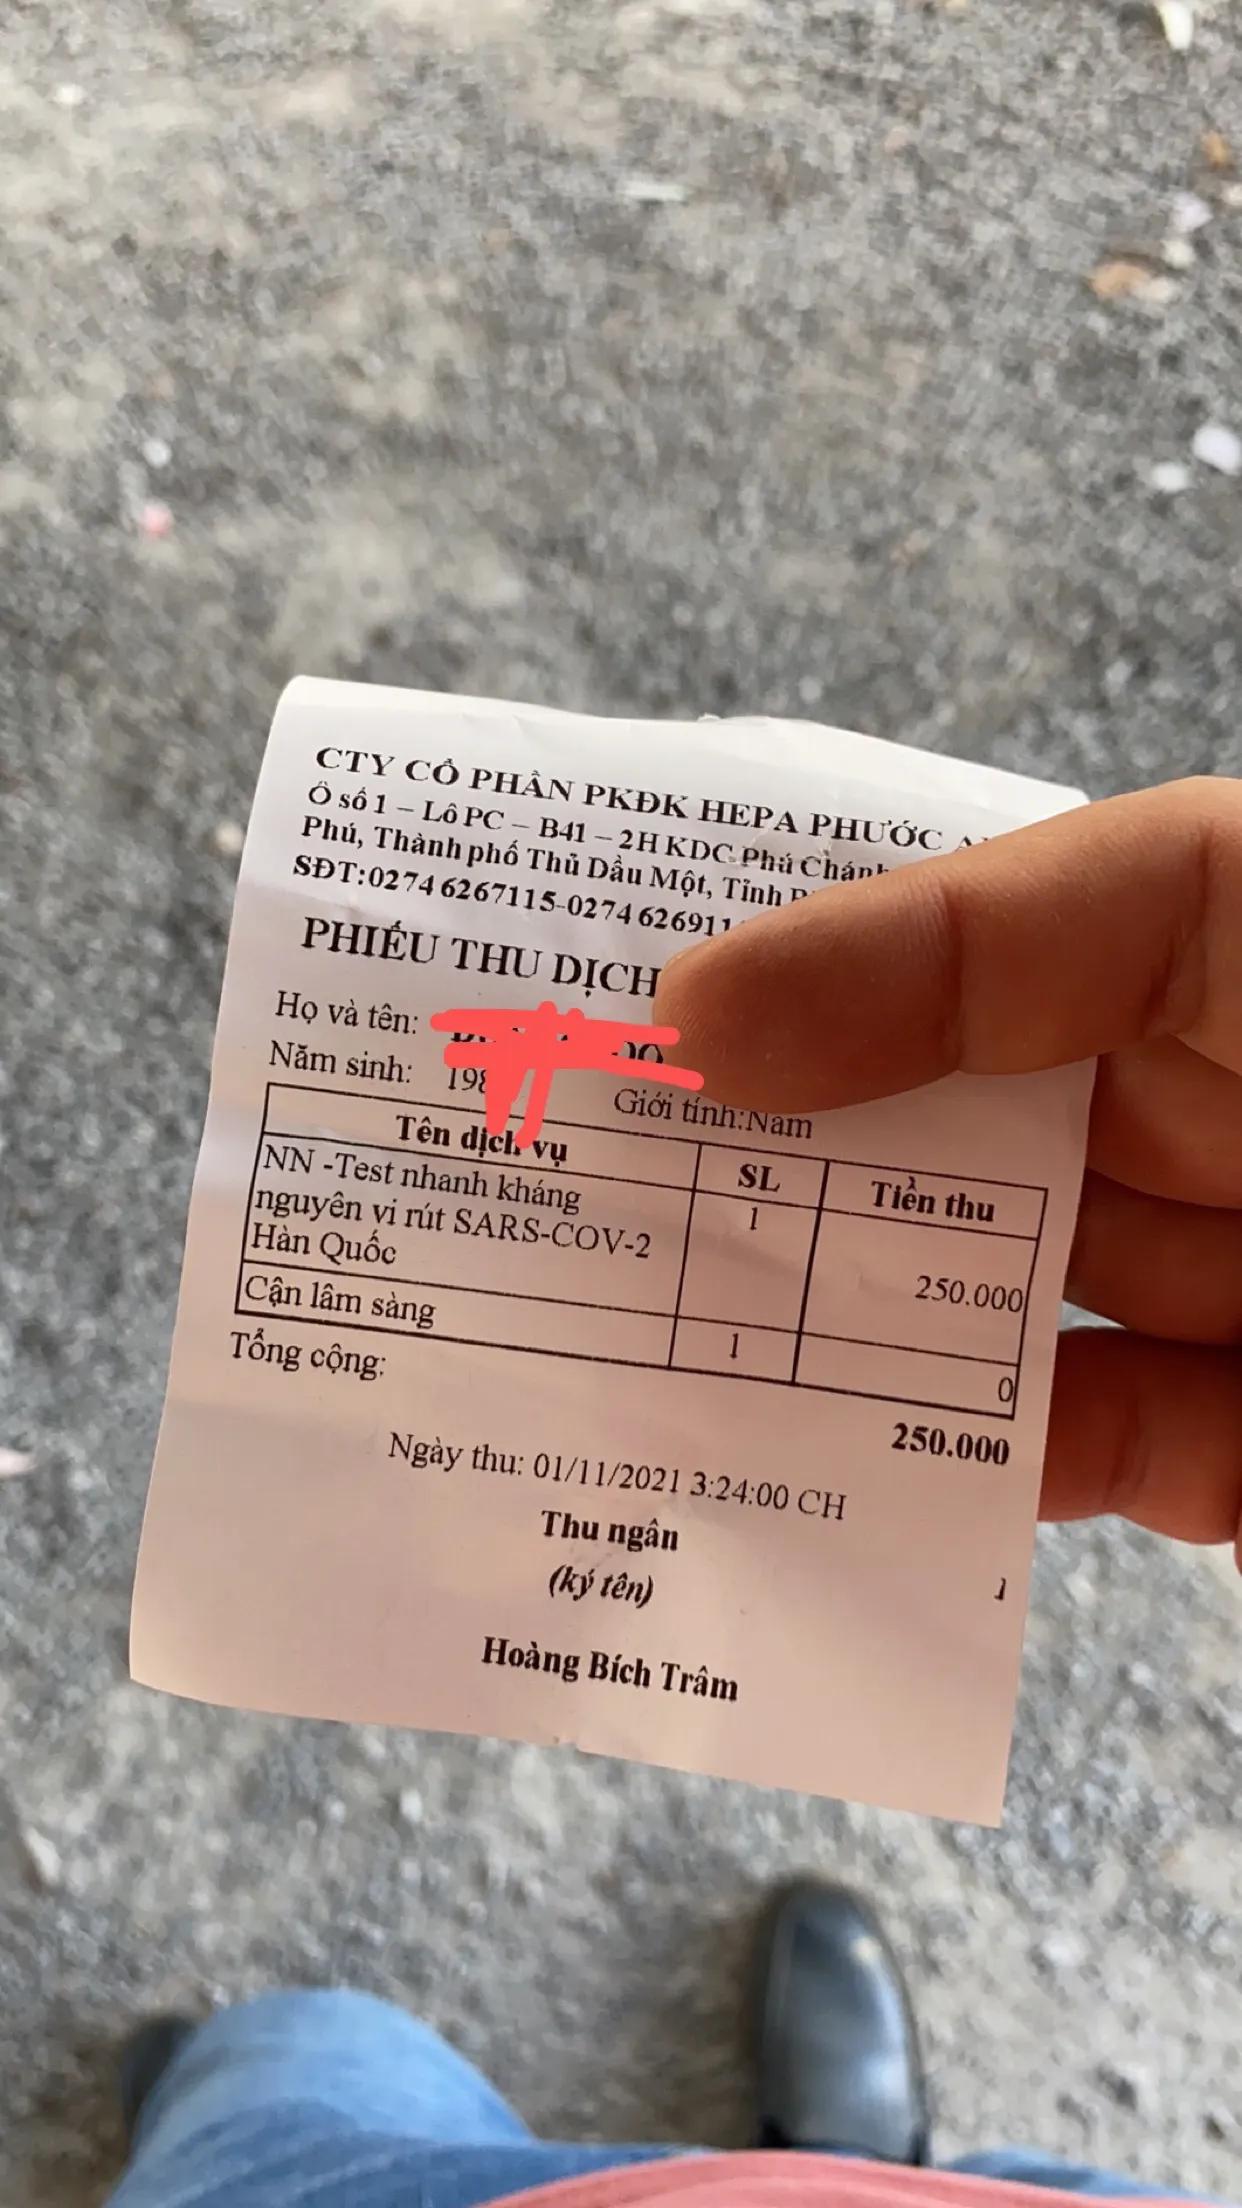 CTY CỔ PHẦN PKĐK HEPA PHƯỚC
Ô số 1 – Lô PC – B41 – 2H KDC Phú Chánh
Phú, Thành phố Thủ Dầu Một, Tỉnh
SĐT:0274 6267115-0274 626911
PHIẾU THU DỊCH
Họ và tên:
Năm sinh: 198 Giới tính:Nam
Tên dịch vụ SL Tiền thu
NN -Test nhanh kháng 1
nguyên vi rút SARS-COV-2
Hàn Quốc 250.000
Cận lâm sàng 1 0
Tổng cộng: 250.000
Ngày thu: 01/11/2021 3:24:00 CH
Thu ngân
(ký tên) 1
Hoàng Bích Trâm